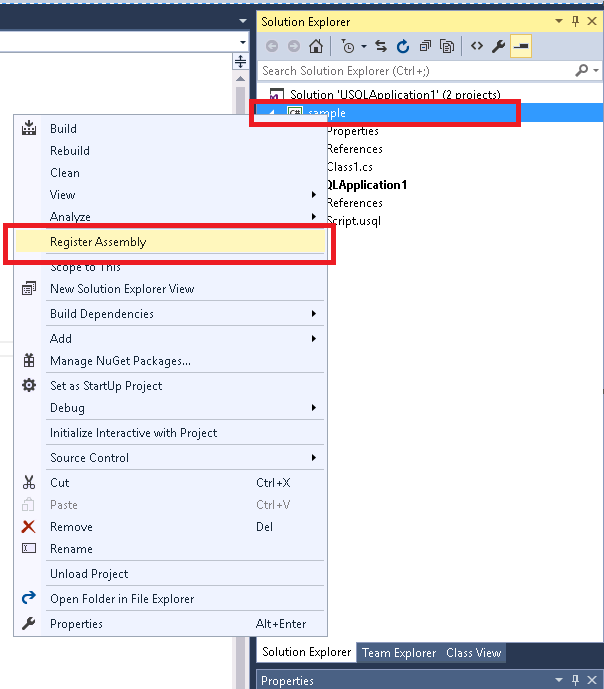 Solution Explorer
Search Solution Explorer (Ctrl+;)
Solution 'USQLApplication1' (2 projects)
C# sample
Properties
References
Class1.cs
QLApplication1
References
Script.usql
Build
Rebuild
Clean
View
Analyze
Register Assembly
Scope to This
New Solution Explorer View
Build Dependencies
Add
Manage NuGet Packages...
Set as StartUp Project
Debug
Initialize Interactive with Project
Source Control
Cut Ctrl+X
Paste Ctrl+V
Remove Del
Rename
Unload Project
Open Folder in File Explorer
Properties Alt+Enter
Solution Explorer Team Explorer Class View
Properties